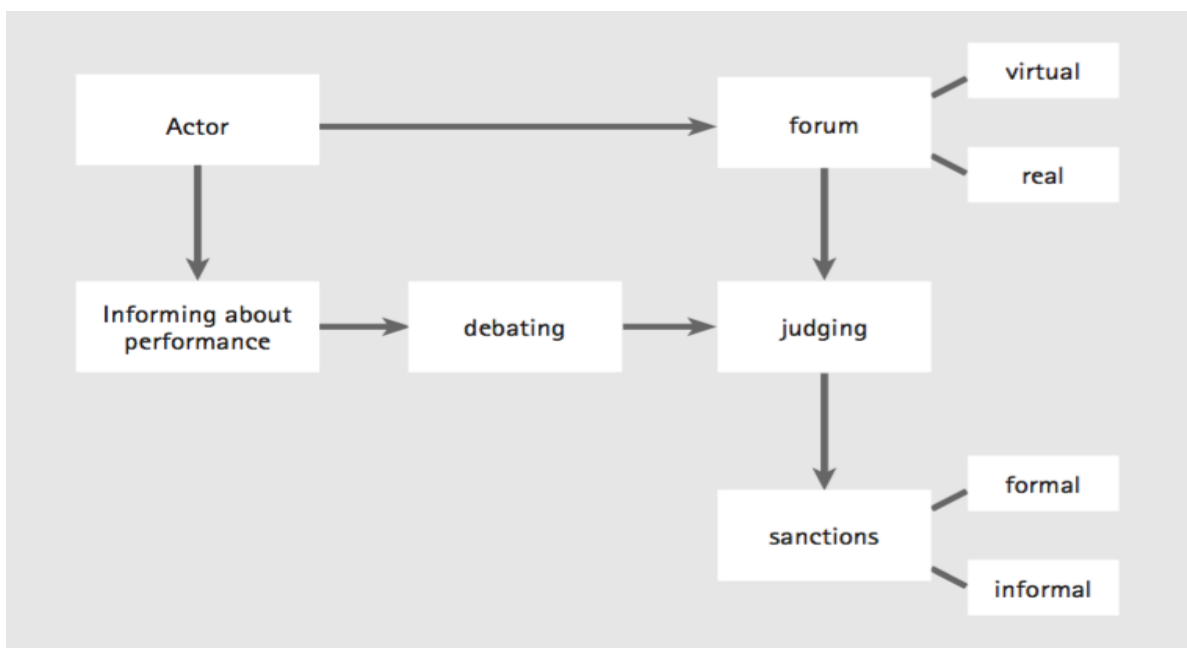 Actor
forum
virtual
real
Informing about
performance
debating
judging
sanctions
formal
informal